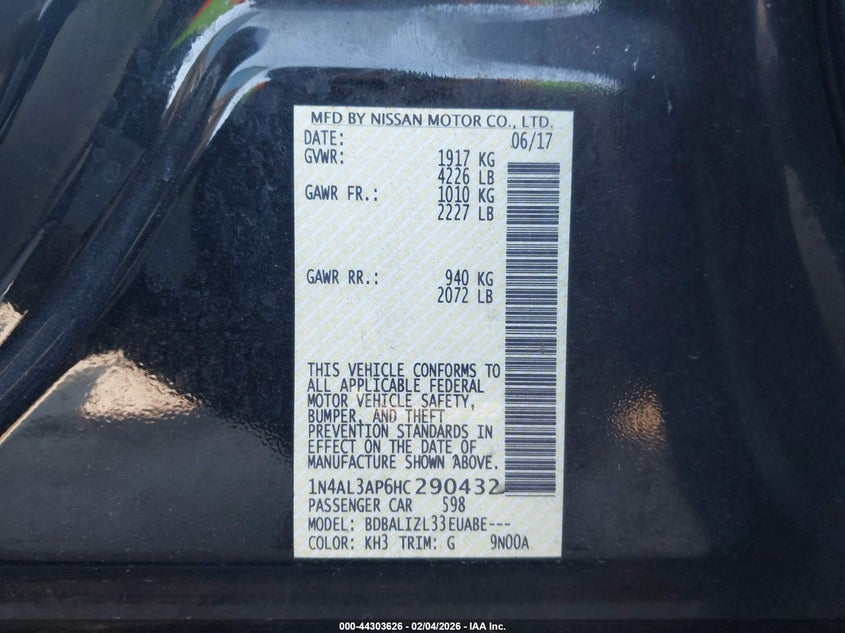 MFD BY NISSAN MOTOR CO., LTD.
DATE: 06/17
GVWR: 1917 KG
4226 LB
GAWR FR.: 1010 KG
2227 LB
GAWR RR.: 940 KG
2072 LB
THIS VEHICLE CONFORMS TO
ALL APPLICABLE FEDERAL
MOTOR VEHICLE SAFETY,
BUMPER, AND THEFT
PREVENTION STANDARDS IN
EFFECT ON THE DATE OF
MANUFACTURE SHOWN ABOVE.
1N4AL3AP6HC290432
PASSENGER CAR 598
MODEL: BDBALIZL33EUABE---
COLOR: KH3 TRIM: G 9N00A
000-44303626 - 02/04/2026 - IAA Inc.